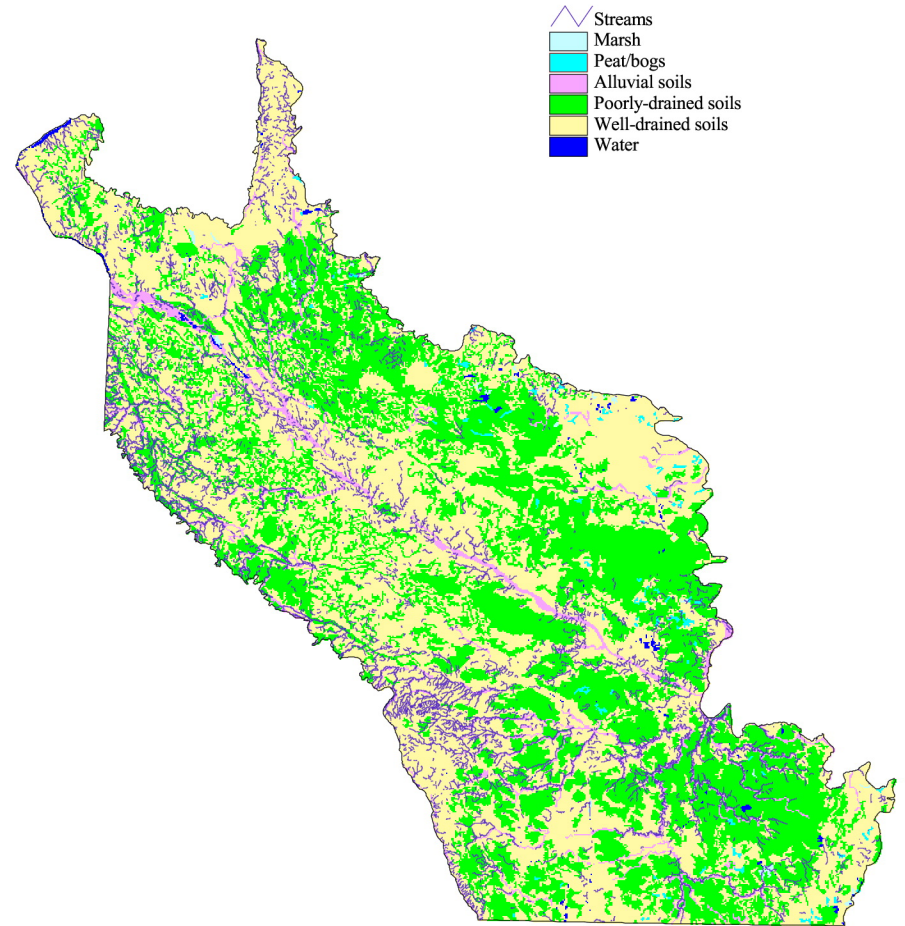 Streams
Marsh
Peat/bogs
Alluvial soils
Poorly-drained soils
Well-drained soils
Water